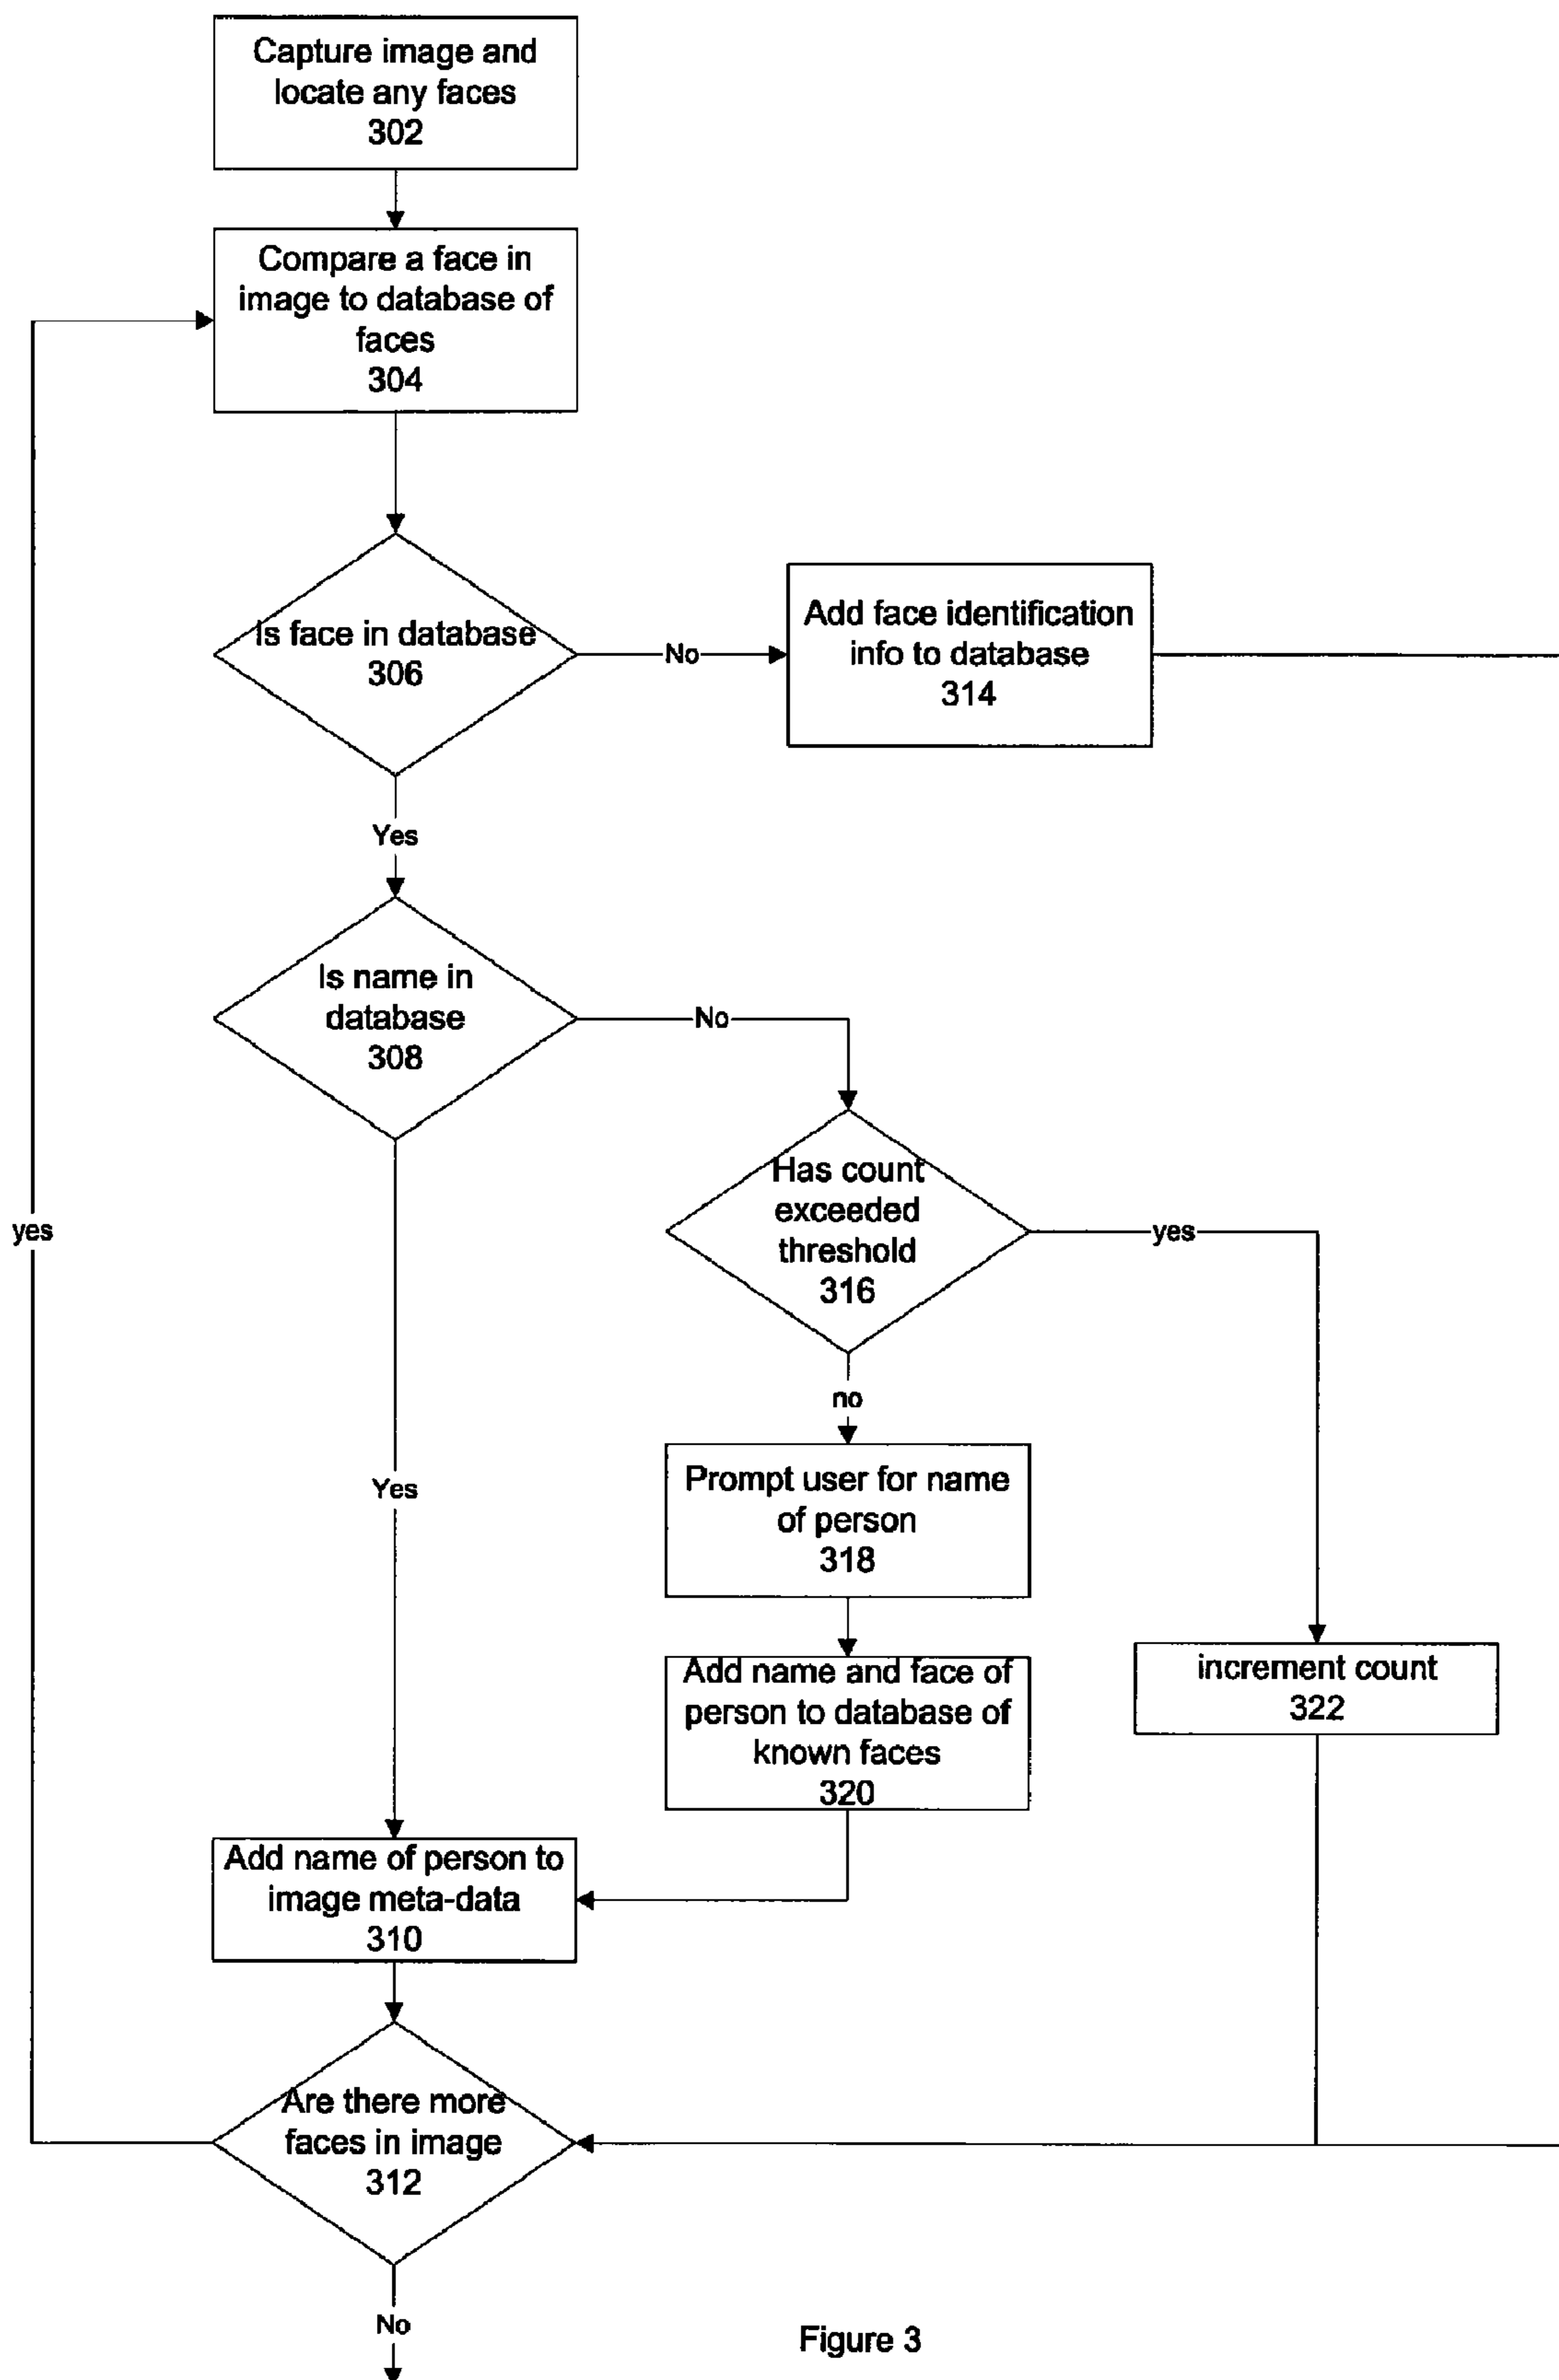 Capture image and
locate any faces
302
Compare a face in
image to database of
faces
304
Is face in database
306
No
Add face identification
info to database
314
Yes
Is name in
database
308
No
Has count
exceeded
threshold
316
yes
yes
no
Yes
Prompt user for name
of person
318
Add name and face of
person to database of
known faces
320
increment count
322
Add name of person to
image meta-data
310
Are there more
faces in image
312
No
Figure 3